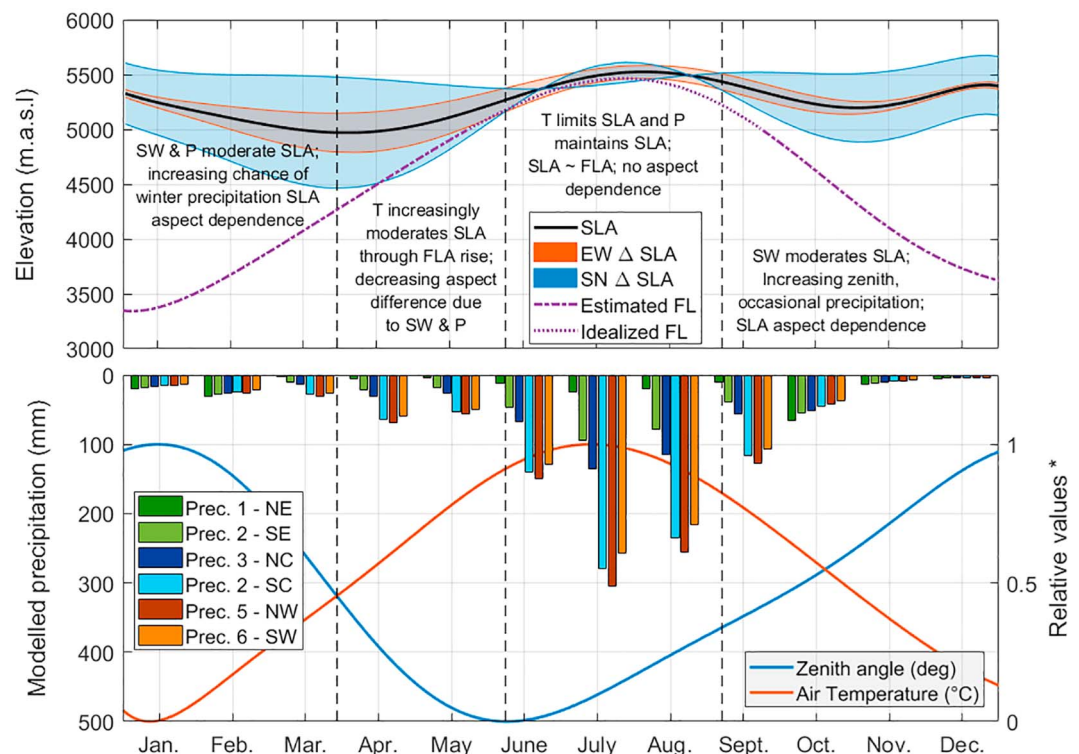 6000
5500
5000
4500
4000
3500
3000
Elevation (m.a.s.l)
SW & P moderate SLA;
increasing chance of
winter precipitation SLA
aspect dependence
T increasingly
moderates SLA
through FLA rise;
decreasing aspect
difference due
to SW & P
T limits SLA and P
maintains SLA;
SLA ~ FLA; no aspect
dependence
SLA
EW Δ SLA
SN Δ SLA
Estimated FL
Idealized FL
SW moderates SLA;
Increasing zenith,
occasional precipitation;
SLA aspect dependence
0
100
200
300
400
500
Modelled precipitation (mm)
Prec. 1 - NE
Prec. 2 - SE
Prec. 3 - NC
Prec. 2 - SC
Prec. 5 - NW
Prec. 6 - SW
Zenith angle (deg)
Air Temperature (°C)
1
0.5
0
Relative values *
Jan. Feb. Mar. Apr. May June July Aug. Sept. Oct. Nov. Dec.